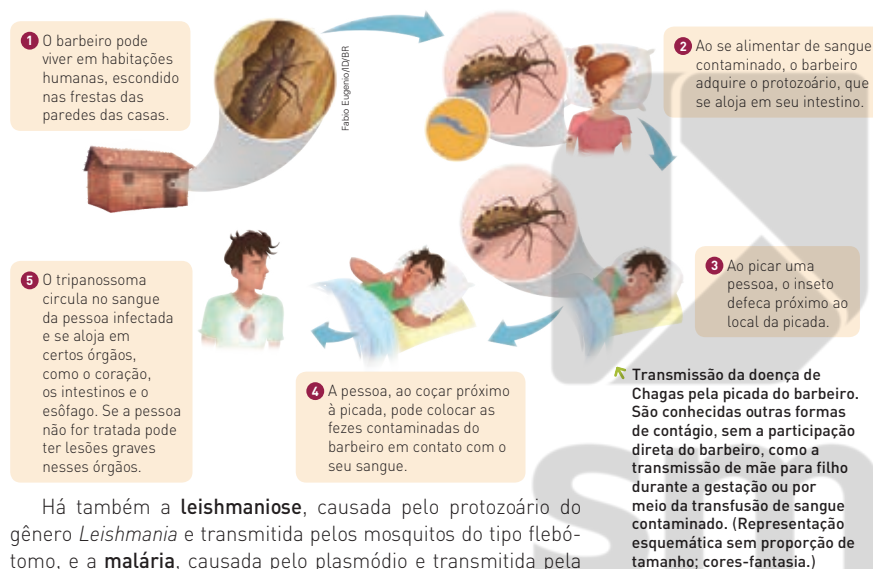 1 O barbeiro pode
viver em habitações
humanas, escondido
nas frestas das
paredes das casas.
Fabio Eugenio/ID/BR
2 Ao se alimentar de sangue
contaminado, o barbeiro
adquire o protozoário, que
se aloja em seu intestino.
3 Ao picar uma
pessoa, o inseto
defeca próximo ao
local da picada.
4 A pessoa, ao coçar próximo
à picada, pode colocar as
fezes contaminadas do
barbeiro em contato com o
seu sangue.
5 O tripanossoma
circula no sangue
da pessoa infectada
e se aloja em
certos órgãos,
como o coração,
os intestinos e o
esôfago. Se a pessoa
não for tratada pode
ter lesões graves
nesses órgãos.
Transmissão da doença de
Chagas pela picada do barbeiro.
São conhecidas outras formas
de contágio, sem a participação
direta do barbeiro, como a
transmissão de mãe para filho
durante a gestação ou por
meio da transfusão de sangue
contaminado. (Representação
esquemática sem proporção de
tamanho; cores-fantasia.)
Há também a leishmaniose, causada pelo protozoário do
gênero Leishmania e transmitida pelos mosquitos do tipo flebó-
tomo, e a malária, causada pelo plasmódio e transmitida pela
sm